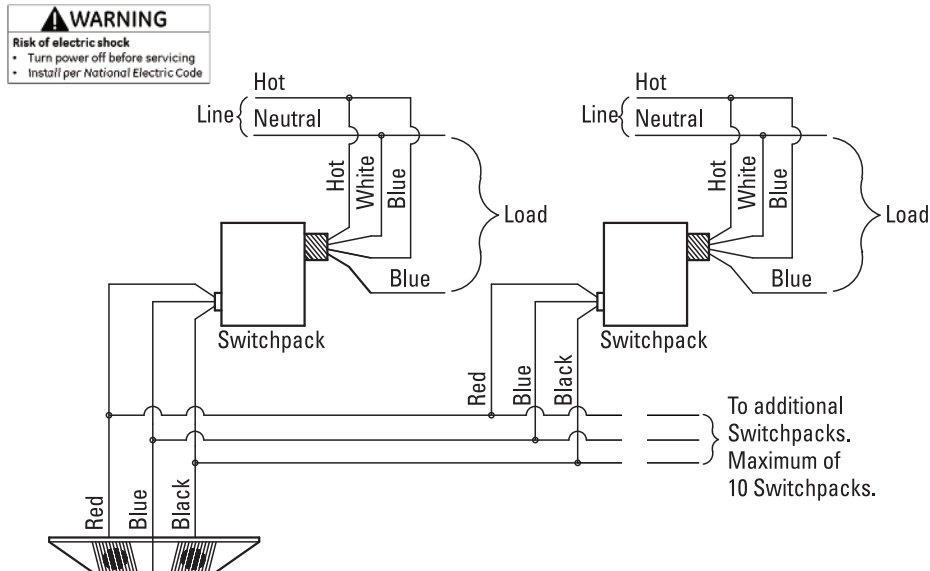 WARNING
Risk of electric shock
• Turn power off before servicing
• Install per National Electric Code
Hot
Line
Neutral
Hot
White
Blue
Load
Blue
Switchpack
Hot
Line
Neutral
Hot
White
Blue
Load
Blue
Switchpack
Red
Blue
Black
To additional
Switchpacks.
Maximum of
10 Switchpacks.
Red
Blue
Black